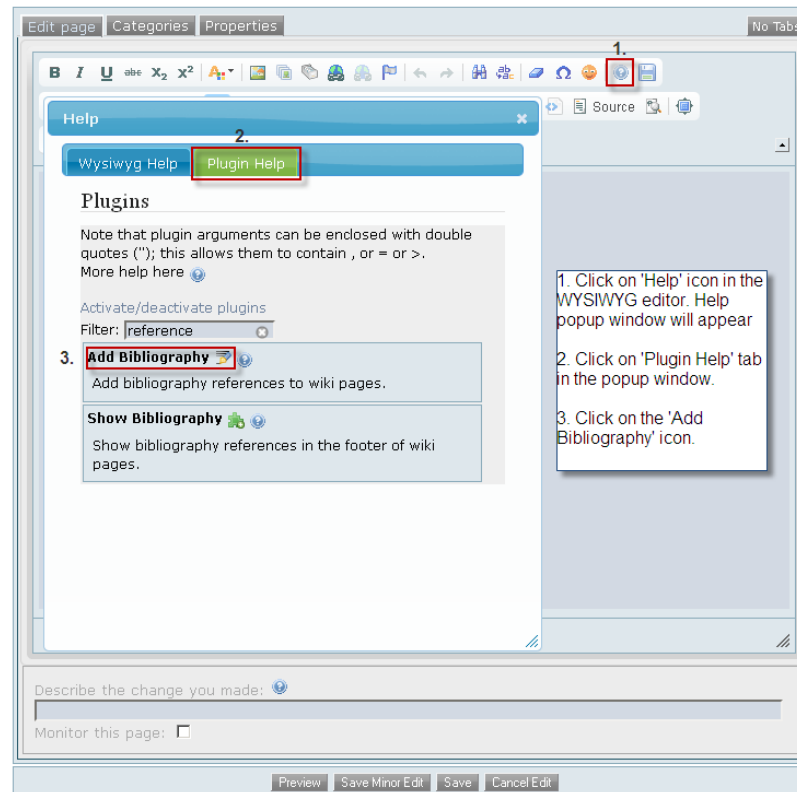 Edit page Categories Properties No Tabs
1.
B I U abc X2 X² A
Source
Help
2.
Wysiwyg Help Plugin Help
Plugins
Note that plugin arguments can be enclosed with double
quotes ("); this allows them to contain , or = or >.
More help here
Activate/deactivate plugins
Filter: reference
3. Add Bibliography
Add bibliography references to wiki pages.
Show Bibliography
Show bibliography references in the footer of wiki
pages.
1. Click on 'Help' icon in the
WYSIWYG editor. Help
popup window will appear
2. Click on 'Plugin Help' tab
in the popup window.
3. Click on the 'Add
Bibliography' icon.
Describe the change you made:
Monitor this page:
Preview Save Minor Edit Save Cancel Edit